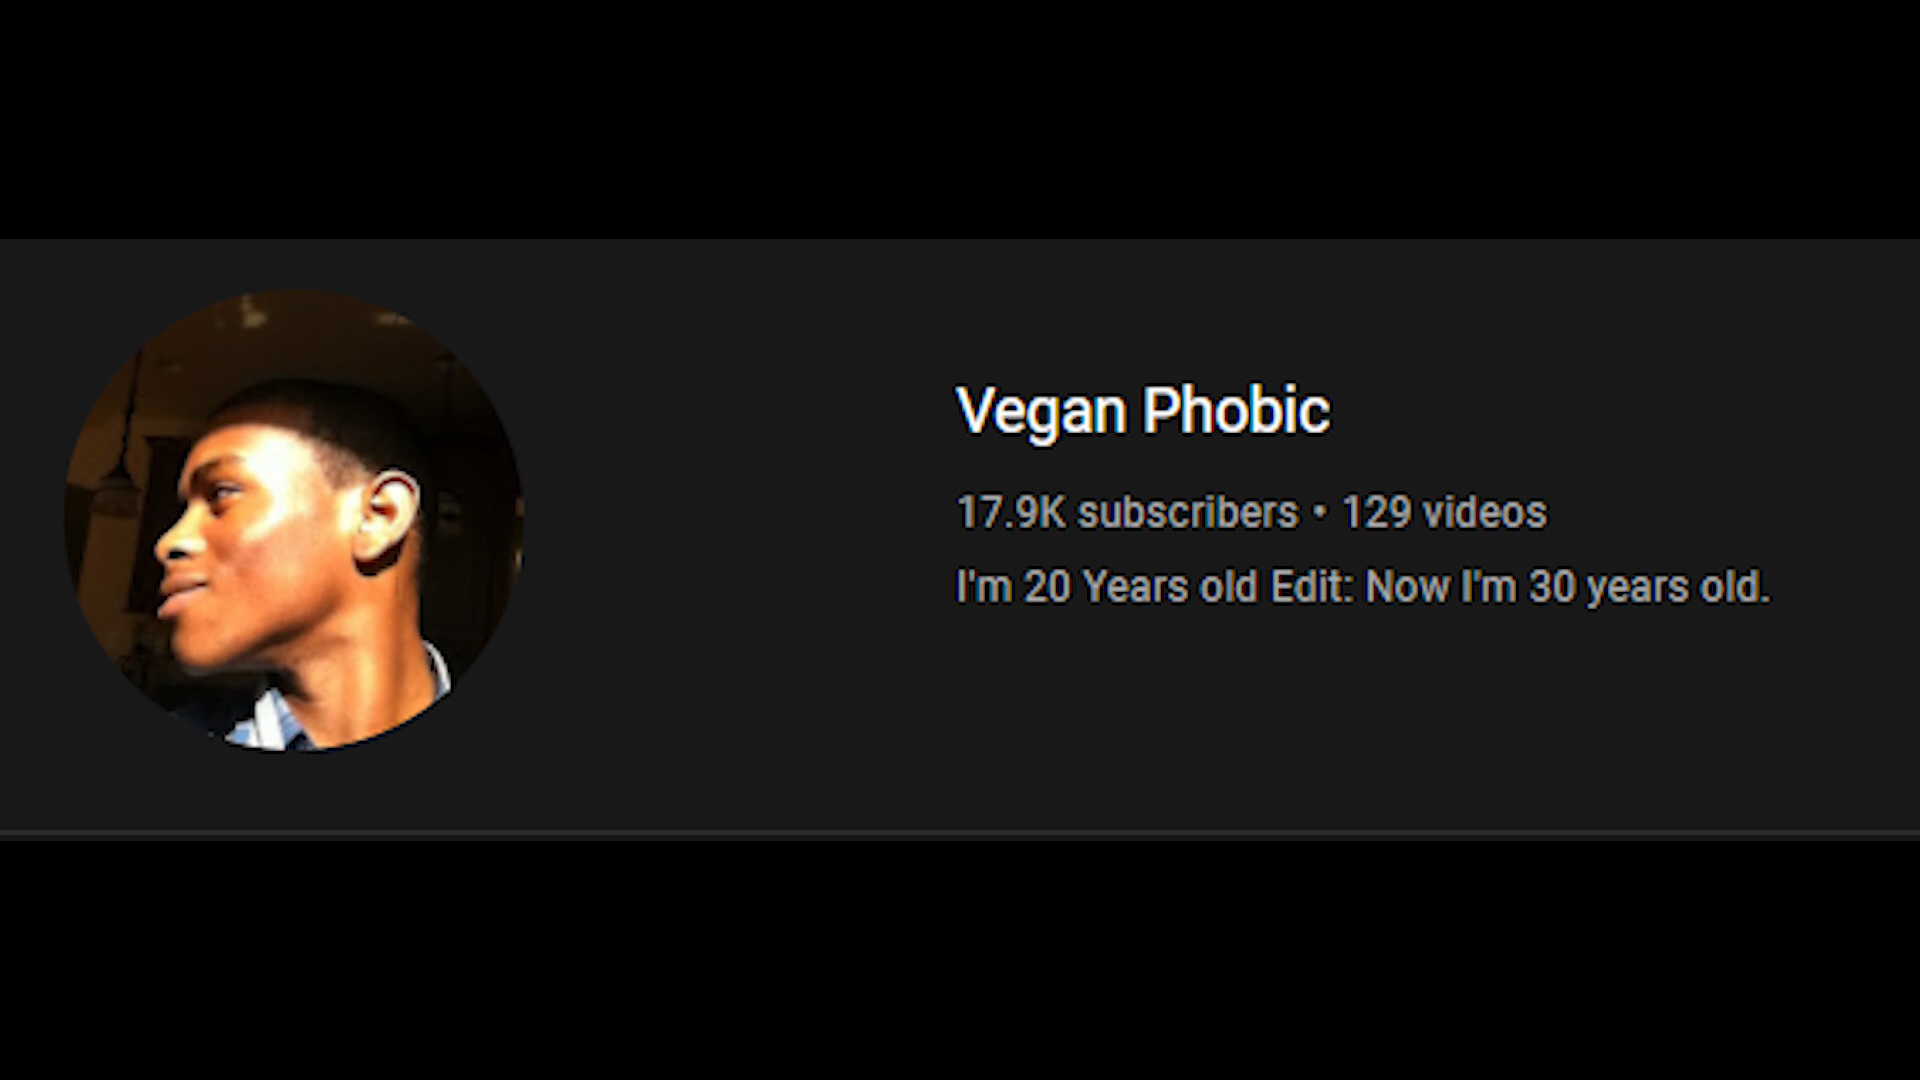 Vegan Phobic
17.9K subscribers • 129 videos
I'm 20 Years old Edit: Now I'm 30 years old.